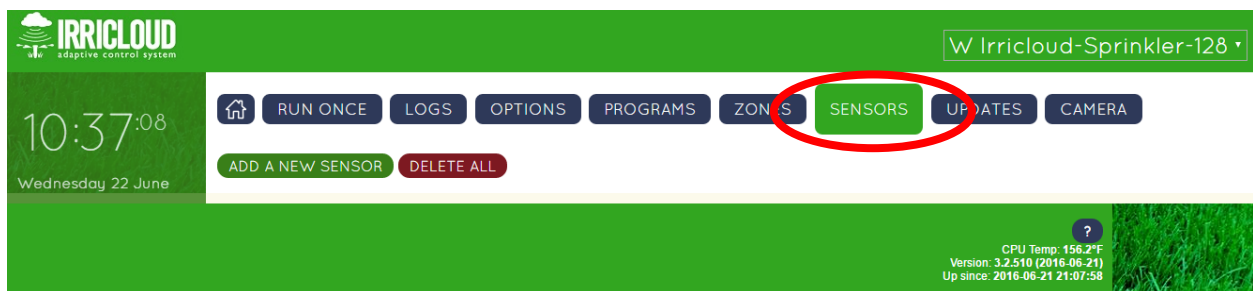 IRRICLOUD
adaptive control system
W Irricloud-Sprinkler-128
10:37:08
Wednesday 22 June
RUN ONCE LOGS OPTIONS PROGRAMS ZONES SENSORS UPDATES CAMERA
ADD A NEW SENSOR DELETE ALL
?
CPU Temp: 156.2°F
Version: 3.2.510 (2016-06-21)
Up since: 2016-06-21 21:07:58